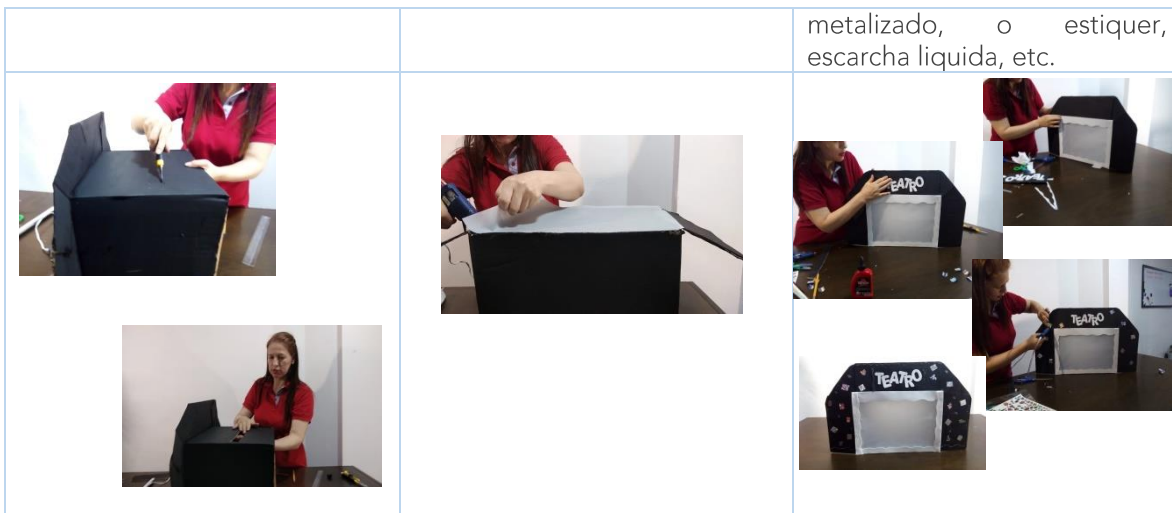 metalizado, o estiquer,
escarcha liquida, etc.
TEATRO
TEATRO
TEATRO